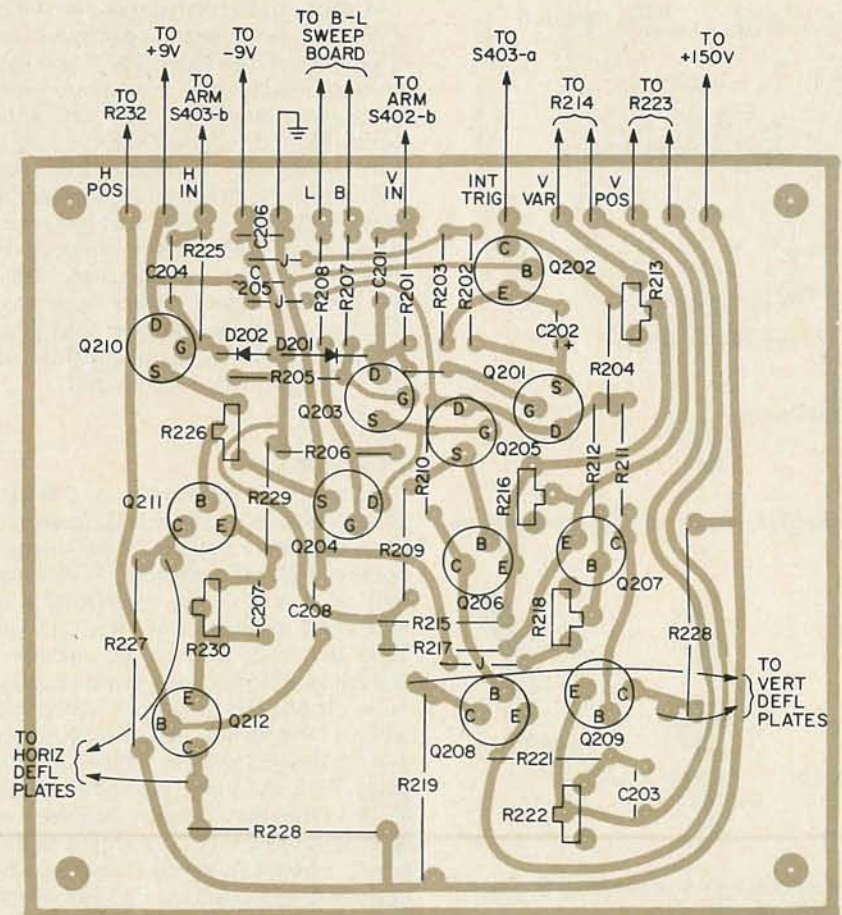 TO R232
TO +9V
TO ARM S403-b
TO -9V
TO B-L SWEEP BOARD
TO ARM S402-b
TO S403-a
TO R214
TO R223
TO +150V
H POS
H IN
L
B
V IN
INT TRIG
V VAR
V POS
C204
R225
C206
J
C205
J
R208
R207
C201
R201
R203
R202
C
B
E
Q202
R213
C202
+
R204
Q210
D
G
S
D202
D201
R205
Q203
D
G
S
Q201
S
G
D
R226
R206
R210
D
G
S
Q205
R212
R211
R216
Q211
B
C
E
R229
S
D
G
Q204
R209
B
C
E
Q206
E
C
B
Q207
R227
R230
C207
C208
R215
R217
R218
R228
J
E
B
C
Q212
B
C
E
Q208
E
C
B
Q209
TO VERT DEFL PLATES
TO HORIZ DEFL PLATES
R219
R221
R222
C203
R228